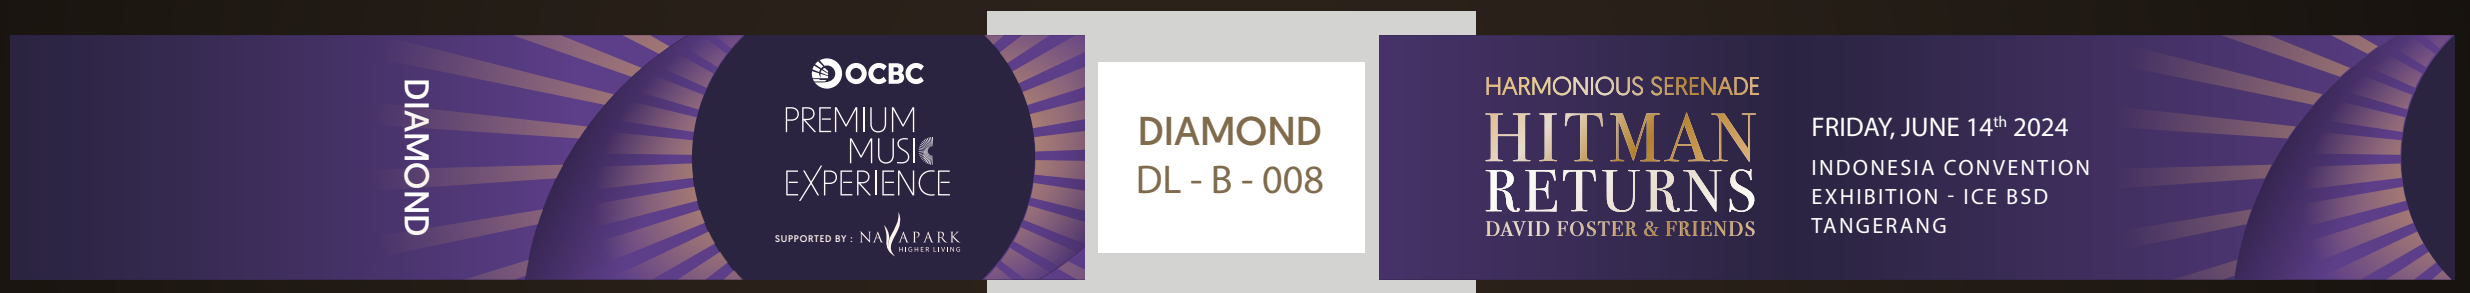 DIAMOND
OCBC
PREMIUM
MUSIC
EXPERIENCE
SUPPORTED BY : NAVAPARK
HIGHER LIVING
DIAMOND
DL - B - 008
HARMONIOUS SERENADE
HITMAN
RETURNS
DAVID FOSTER & FRIENDS
FRIDAY, JUNE 14th 2024
INDONESIA CONVENTION
EXHIBITION - ICE BSD
TANGERANG